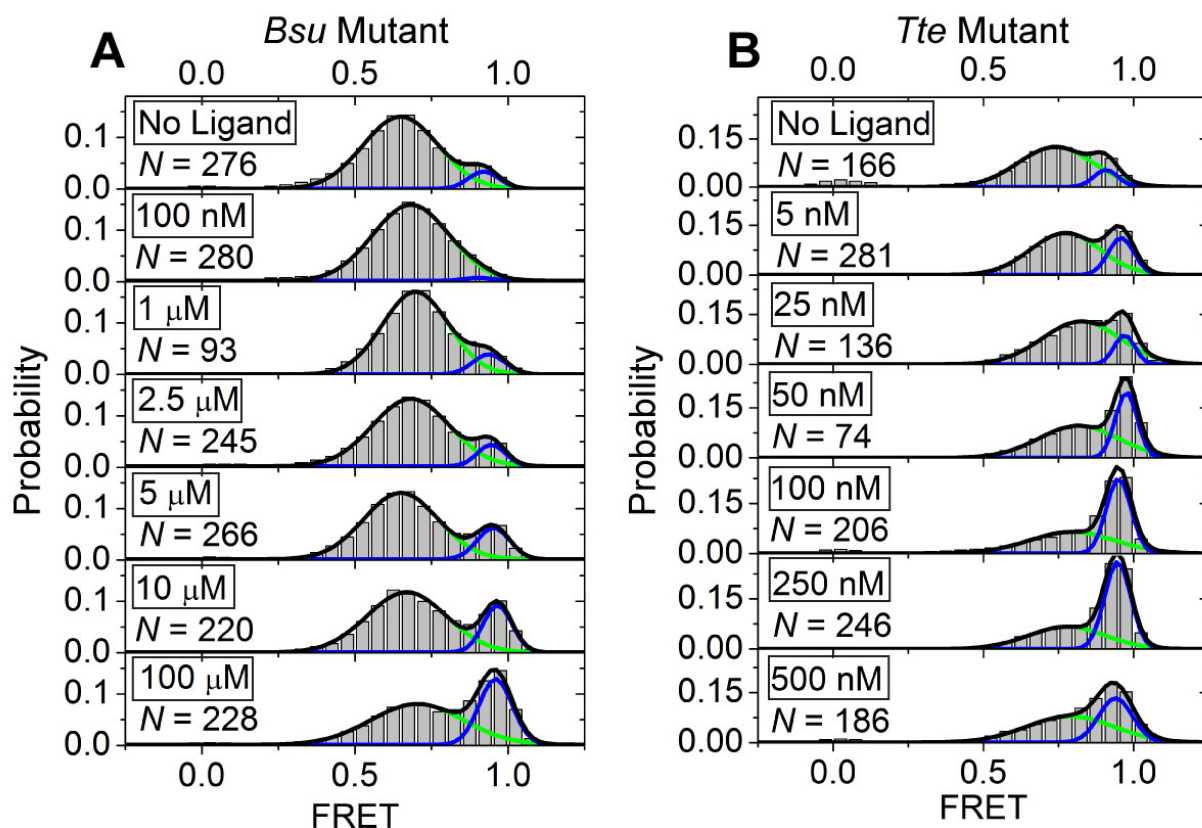 A
Bsu Mutant
0.0 0.5 1.0
Probability
0.1
0.0
No Ligand
N = 276
0.1
0.0
100 nM
N = 280
0.1
0.0
1 μM
N = 93
0.1
0.0
2.5 μM
N = 245
0.1
0.0
5 μM
N = 266
0.1
0.0
10 μM
N = 220
0.1
0.0
100 μM
N = 228
0.0 0.5 1.0
FRET
B
Tte Mutant
0.0 0.5 1.0
Probability
0.15
0.00
No Ligand
N = 166
0.15
0.00
5 nM
N = 281
0.15
0.00
25 nM
N = 136
0.15
0.00
50 nM
N = 74
0.15
0.00
100 nM
N = 206
0.15
0.00
250 nM
N = 246
0.15
0.00
500 nM
N = 186
0.0 0.5 1.0
FRET